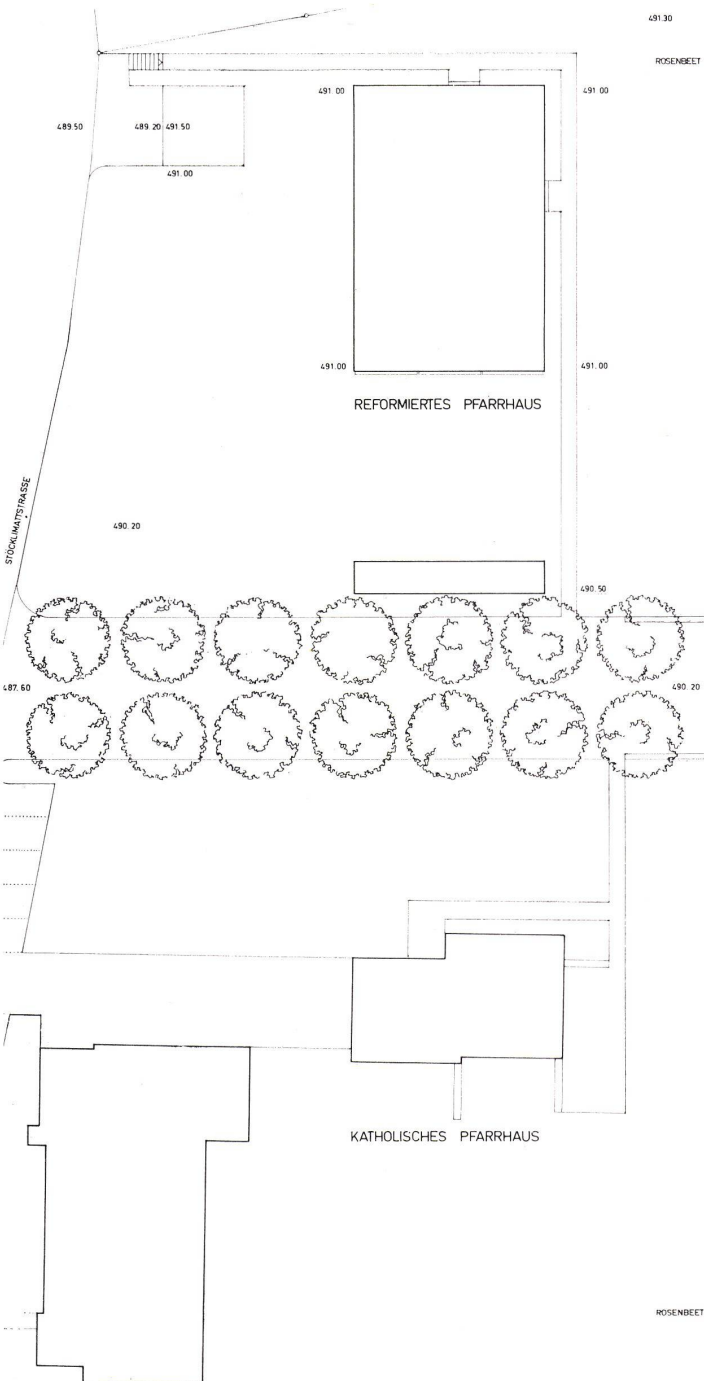 491.30
ROSENBEET
491.00
491.00
489.50
489.20 491.50
491.00
491.00
491.00
REFORMIERTES PFARRHAUS
STÖCKLIMATTSTRASSE
490.20
490.50
487.60
490.20
KATHOLISCHES PFARRHAUS
ROSENBEET